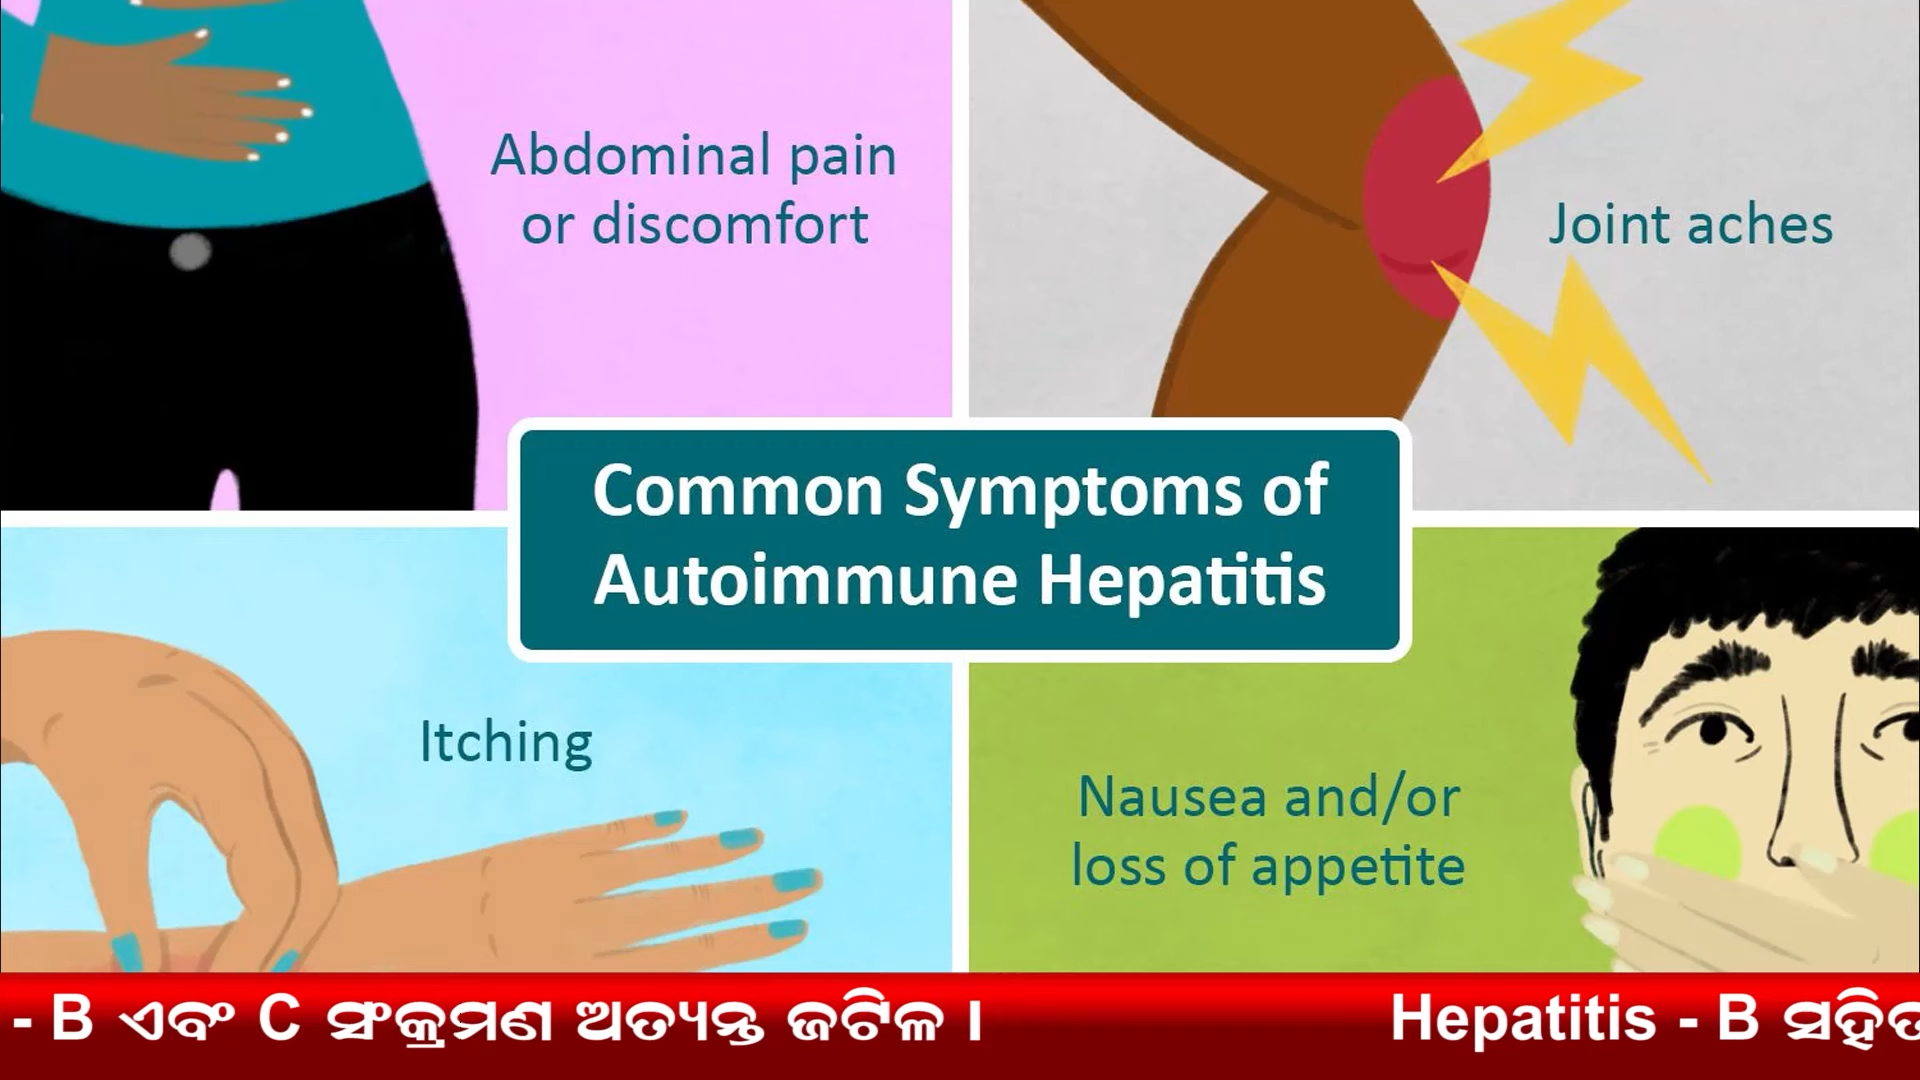 Abdominal pain
or discomfort
Joint aches
Common Symptoms of
Autoimmune Hepatitis
Itching
Nausea and/or
loss of appetite
- B ଏବଂ C ସଂକ୍ରମଣ ଅତ୍ୟନ୍ତ ଜଟିଳ । Hepatitis - B